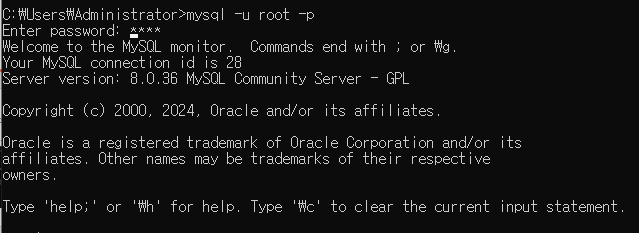 C:₩Users₩Administrator>mysql -u root -p
Enter password: ****
Welcome to the MySQL monitor.  Commands end with ; or ₩g.
Your MySQL connection id is 28
Server version: 8.0.36 MySQL Community Server - GPL
Copyright (c) 2000, 2024, Oracle and/or its affiliates.
Oracle is a registered trademark of Oracle Corporation and/or its
affiliates. Other names may be trademarks of their respective
owners.
Type 'help;' or '₩h' for help. Type '₩c' to clear the current input statement.